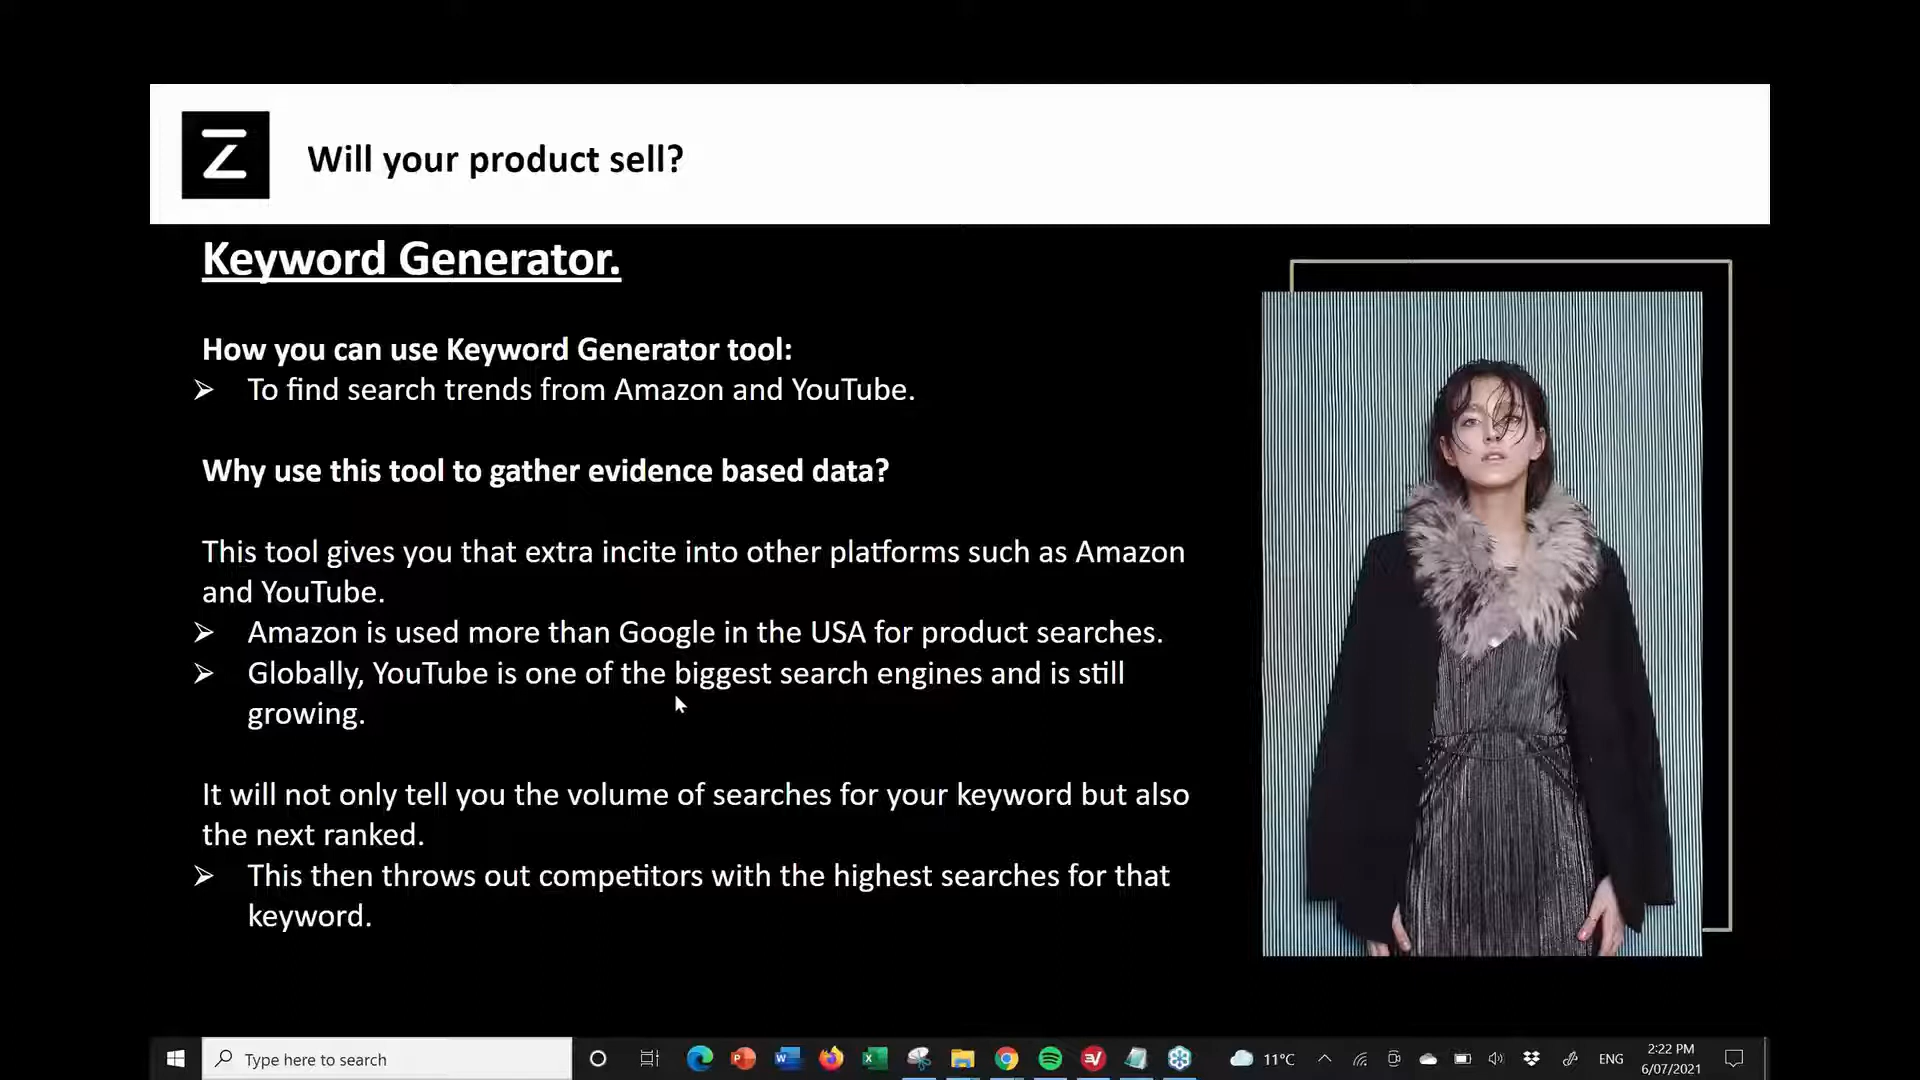 Z
Will your product sell?
Keyword Generator.
How you can use Keyword Generator tool:
➢ To find search trends from Amazon and YouTube.
Why use this tool to gather evidence based data?
This tool gives you that extra incite into other platforms such as Amazon
and YouTube.
➢ Amazon is used more than Google in the USA for product searches.
➢ Globally, YouTube is one of the biggest search engines and is still
growing.
It will not only tell you the volume of searches for your keyword but also
the next ranked.
➢ This then throws out competitors with the highest searches for that
keyword.
Type here to search
11°C
ENG
2:22 PM
6/07/2021